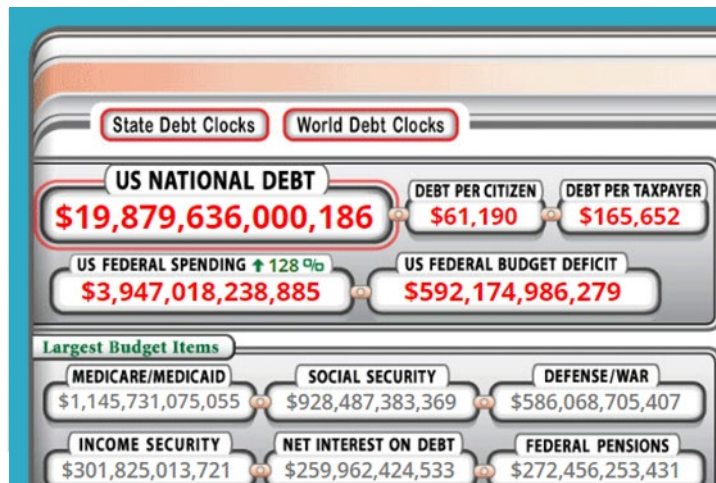 State Debt Clocks World Debt Clocks
US NATIONAL DEBT DEBT PER CITIZEN DEBT PER TAXPAYER
$19,879,636,000,186 $61,190 $165,652
US FEDERAL SPENDING ↑ 128 % US FEDERAL BUDGET DEFICIT
$3,947,018,238,885 $592,174,986,279
Largest Budget Items
MEDICARE/MEDICAID SOCIAL SECURITY DEFENSE/WAR
$1,145,731,075,055 $928,487,383,369 $586,068,705,407
INCOME SECURITY NET INTEREST ON DEBT FEDERAL PENSIONS
$301,825,013,721 $259,962,424,533 $272,456,253,431